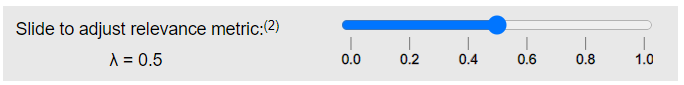 Slide to adjust relevance metric:(2)
λ = 0.5
0.0 0.2 0.4 0.6 0.8 1.0